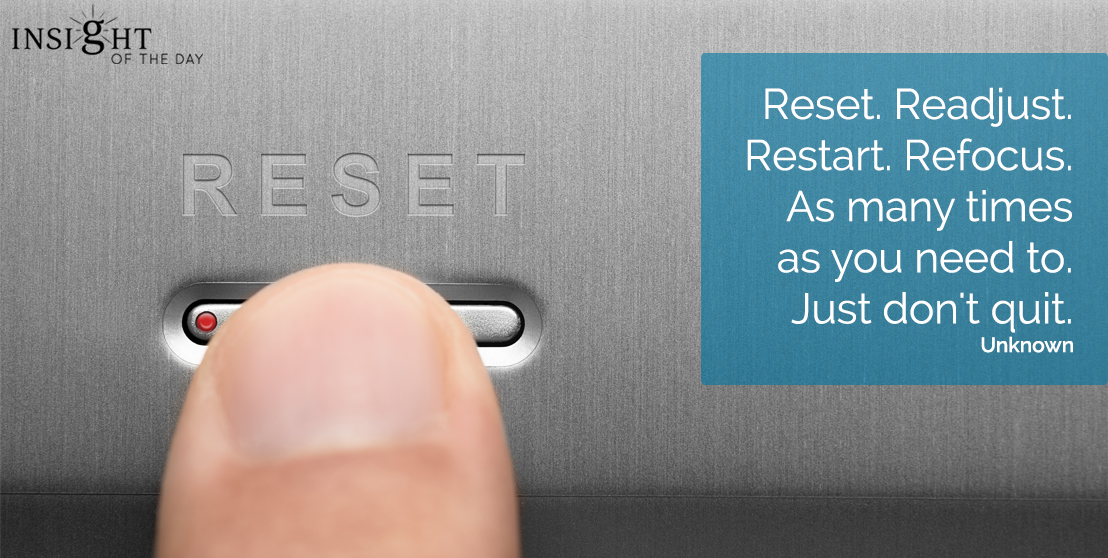 INSIgHT
OF THE DAY
RESET
Reset. Readjust.
Restart. Refocus.
As many times
as you need to.
Just don't quit.
Unknown